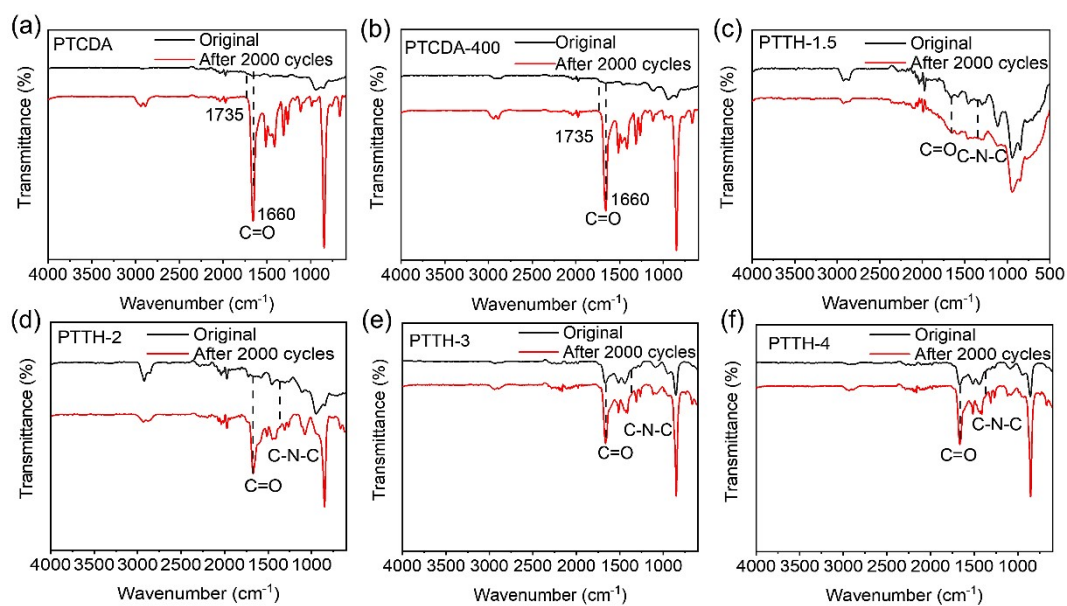 (a)
PTCDA
Original
After 2000 cycles
1735
1660
C=O
Transmittance (%)
4000 3500 3000 2500 2000 1500 1000
Wavenumber (cm⁻¹)
(b)
PTCDA-400
Original
After 2000 cycles
1735
1660
C=O
Transmittance (%)
4000 3500 3000 2500 2000 1500 1000
Wavenumber (cm⁻¹)
(c)
PTTH-1.5
Original
After 2000 cycles
C=O
C-N-C
Transmittance (%)
4000 3500 3000 2500 2000 1500 1000 500
Wavenumber (cm⁻¹)
(d)
PTTH-2
Original
After 2000 cycles
C-N-C
C=O
Transmittance (%)
4000 3500 3000 2500 2000 1500 1000
Wavenumber (cm⁻¹)
(e)
PTTH-3
Original
After 2000 cycles
C-N-C
C=O
Transmittance (%)
4000 3500 3000 2500 2000 1500 1000
Wavenumber (cm⁻¹)
(f)
PTTH-4
Original
After 2000 cycles
C-N-C
C=O
Transmittance (%)
4000 3500 3000 2500 2000 1500 1000
Wavenumber (cm⁻¹)